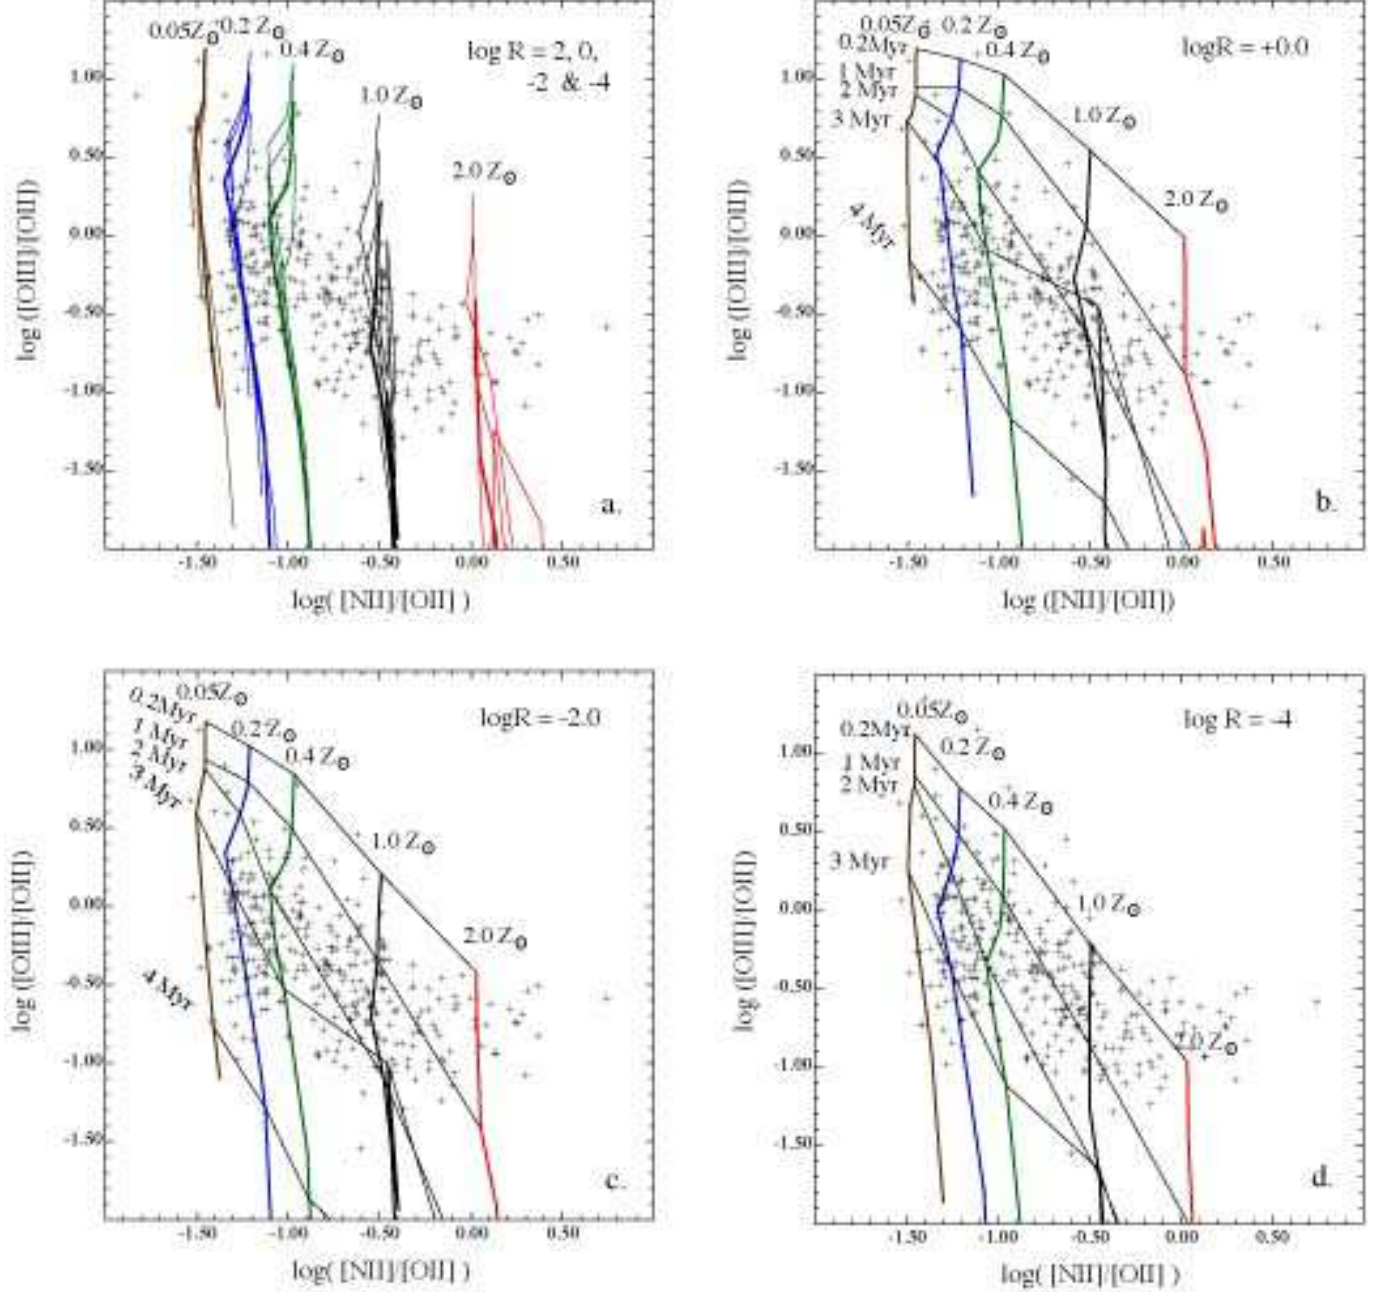 0.05Z⊙ 0.2 Z⊙
0.4 Z⊙
log R = 2, 0,
-2 & -4
1.0 Z⊙
2.0 Z⊙
1.00
0.50
0.00
-0.50
-1.00
-1.50
log ([OIII]/[OII])
a.
-1.50 -1.00 -0.50 0.00 0.50
log( [NII]/[OII] )
0.05Z⊙ 0.2 Z⊙
0.2Myr
0.4 Z⊙
logR = +0.0
1 Myr
2 Myr
3 Myr
1.0 Z⊙
2.0 Z⊙
4 Myr
1.00
0.50
0.00
-0.50
-1.00
-1.50
log ([OIII]/[OII])
b.
-1.50 -1.00 -0.50 0.00 0.50
log ([NII]/[OII])
0.05Z⊙
0.2Myr
0.2 Z⊙
logR = -2.0
1 Myr
0.4 Z⊙
2 Myr
3 Myr
1.0 Z⊙
2.0 Z⊙
4 Myr
1.00
0.50
0.00
-0.50
-1.00
-1.50
log ([OIII]/[OII])
c.
-1.50 -1.00 -0.50 0.00 0.50
log( [NII]/[OII] )
0.05Z⊙
0.2Myr
0.2 Z⊙
log R = -4
1 Myr
2 Myr
0.4 Z⊙
3 Myr
1.0 Z⊙
2.0 Z⊙
1.00
0.50
0.00
-0.50
-1.00
-1.50
log ([OIII]/[OII])
d.
-1.50 -1.00 -0.50 0.00 0.50
log( [NII]/[OII] )